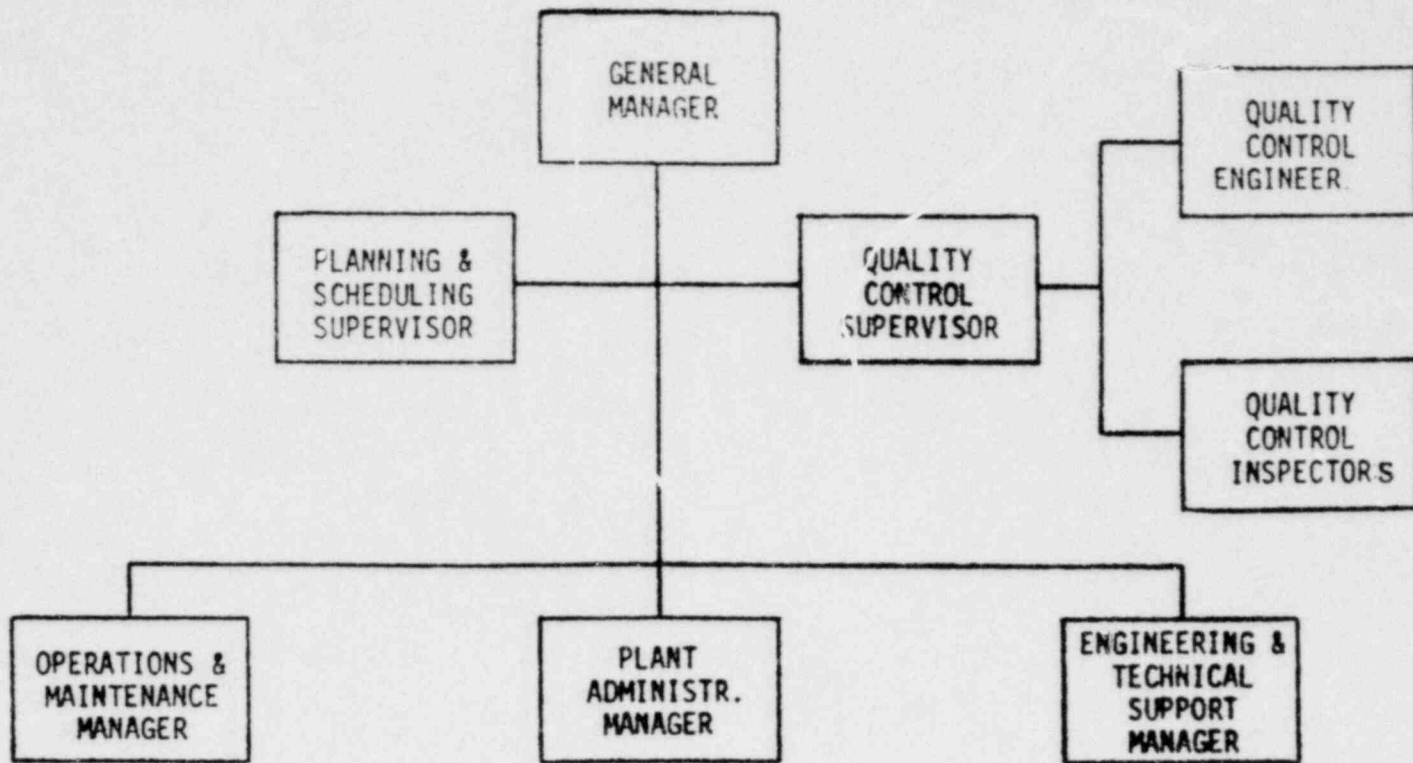 GENERAL
MANAGER
QUALITY
CONTROL
ENGINEER
PLANNING &
SCHEDULING
SUPERVISOR
QUALITY
CONTROL
SUPERVISOR
QUALITY
CONTROL
INSPECTORS
OPERATIONS &
MAINTENANCE
MANAGER
PLANT
ADMINISTR.
MANAGER
ENGINEERING &
TECHNICAL
SUPPORT
MANAGER